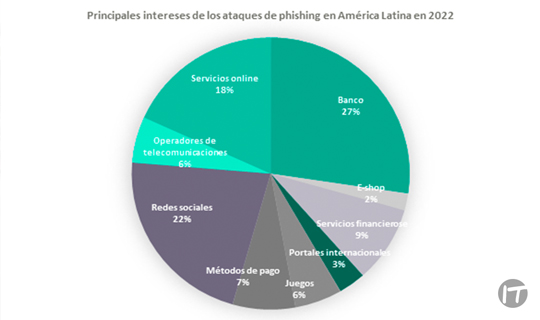 Principales intereses de los ataques de phishing en América Latina en 2022
Servicios online
18%
Banco
27%
Operadores de
telecomunicaciones
6%
E-shop
2%
Redes sociales
22%
Servicios financieros
9%
Portales internacionales
3%
Métodos de pago
7%
Juegos
6%
IT